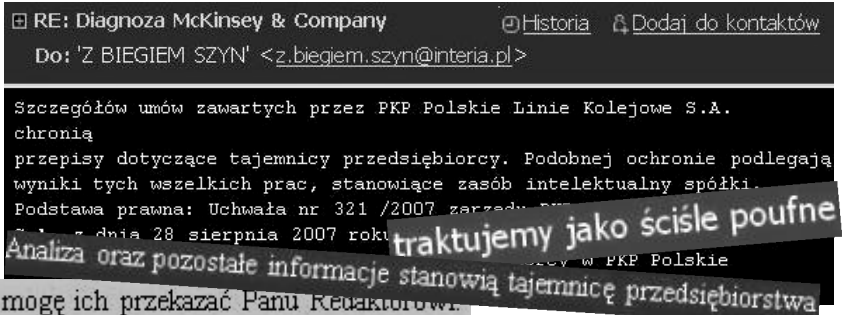 RE: Diagnoza McKinsey & Company
Historia
Dodaj do kontaktów
Do: 'Z BIEGIEM SZYN' <z.biegiem.szyn@interia.pl>
Szczegółów umów zawartych przez PKP Polskie Linie Kolejowe S.A.
chronią
przepisy dotyczące tajemnicy przedsiębiorcy. Podobnej ochronie podlegają
wyniki tych wszelkich prac, stanowiące zasób intelektualny spółki.
Podstawa prawna: Uchwała nr 321 /2007 zarządu
z dnia 28 sierpnia 2007 roku
traktujemy jako ściśle poufne
w PKP Polskie
Analiza oraz pozostałe informacje stanowią tajemnicę przedsiębiorstwa
mogę ich przekazać Panu Redaktorowi.